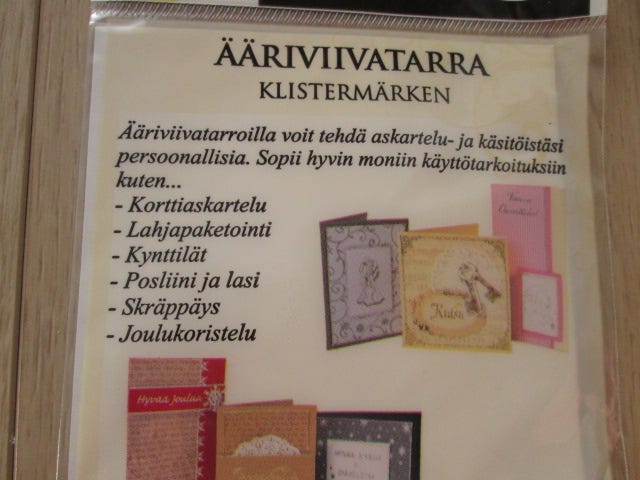 ÄÄRIVIIVATARRA
KLISTERMÄRKEN
Ääriviivatarroilla voit tehdä askartelu- ja käsitöistäsi
persoonallisia. Sopii hyvin moniin käyttötarkoituksiin
kuten...
- Korttiaskartelu
- Lahjapaketointi
- Kynttilät
- Posliini ja lasi
- Skräppäys
- Joulukoristelu
Kutsu
Hyvää Joulua